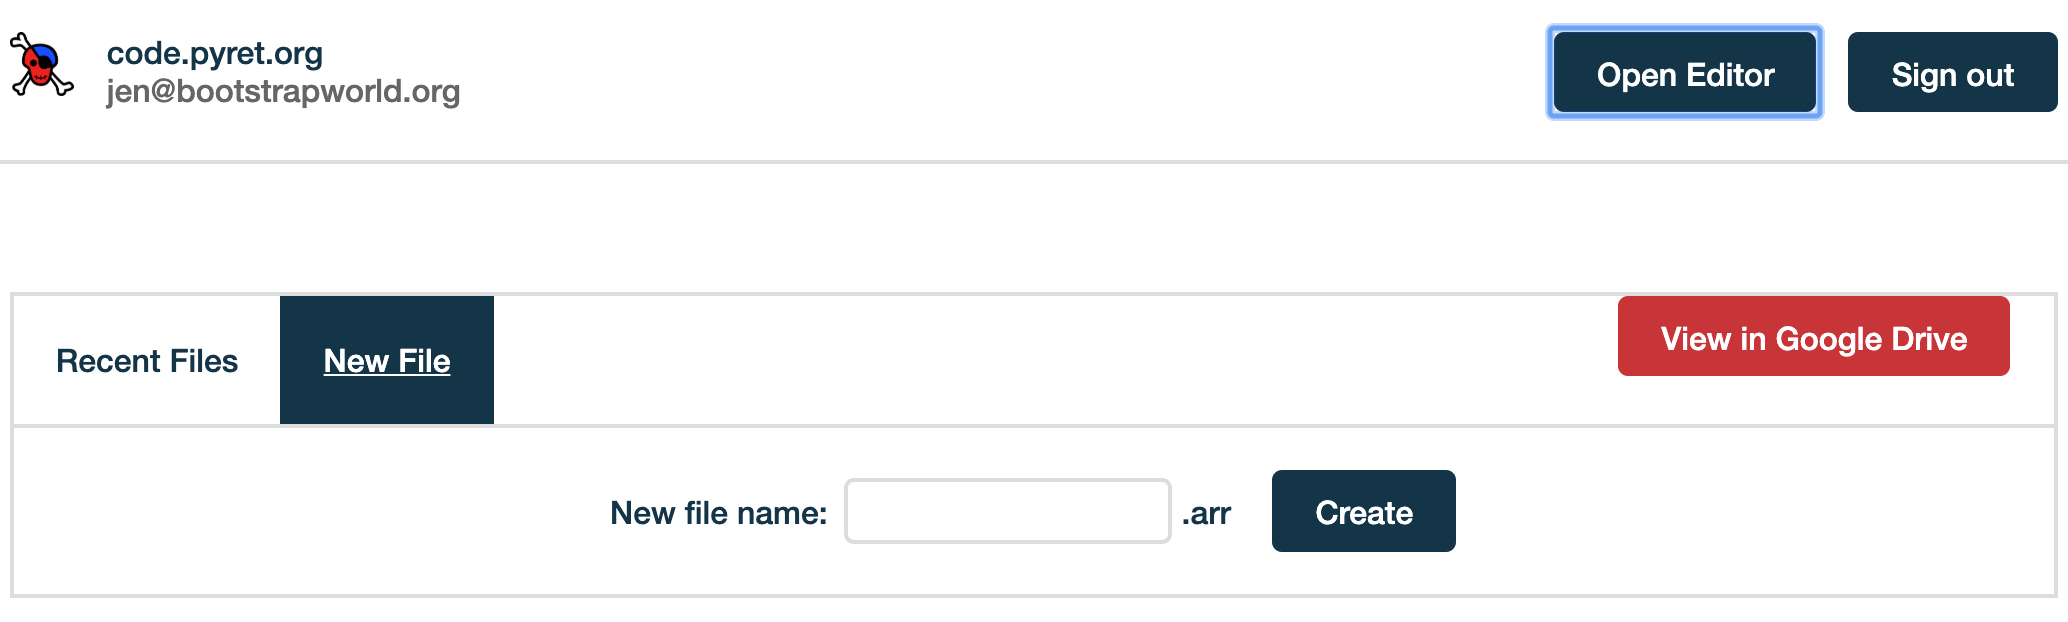 code.pyret.org
jen@bootstrapworld.org
Open Editor
Sign out
Recent Files
New File
View in Google Drive
New file name:
.arr
Create